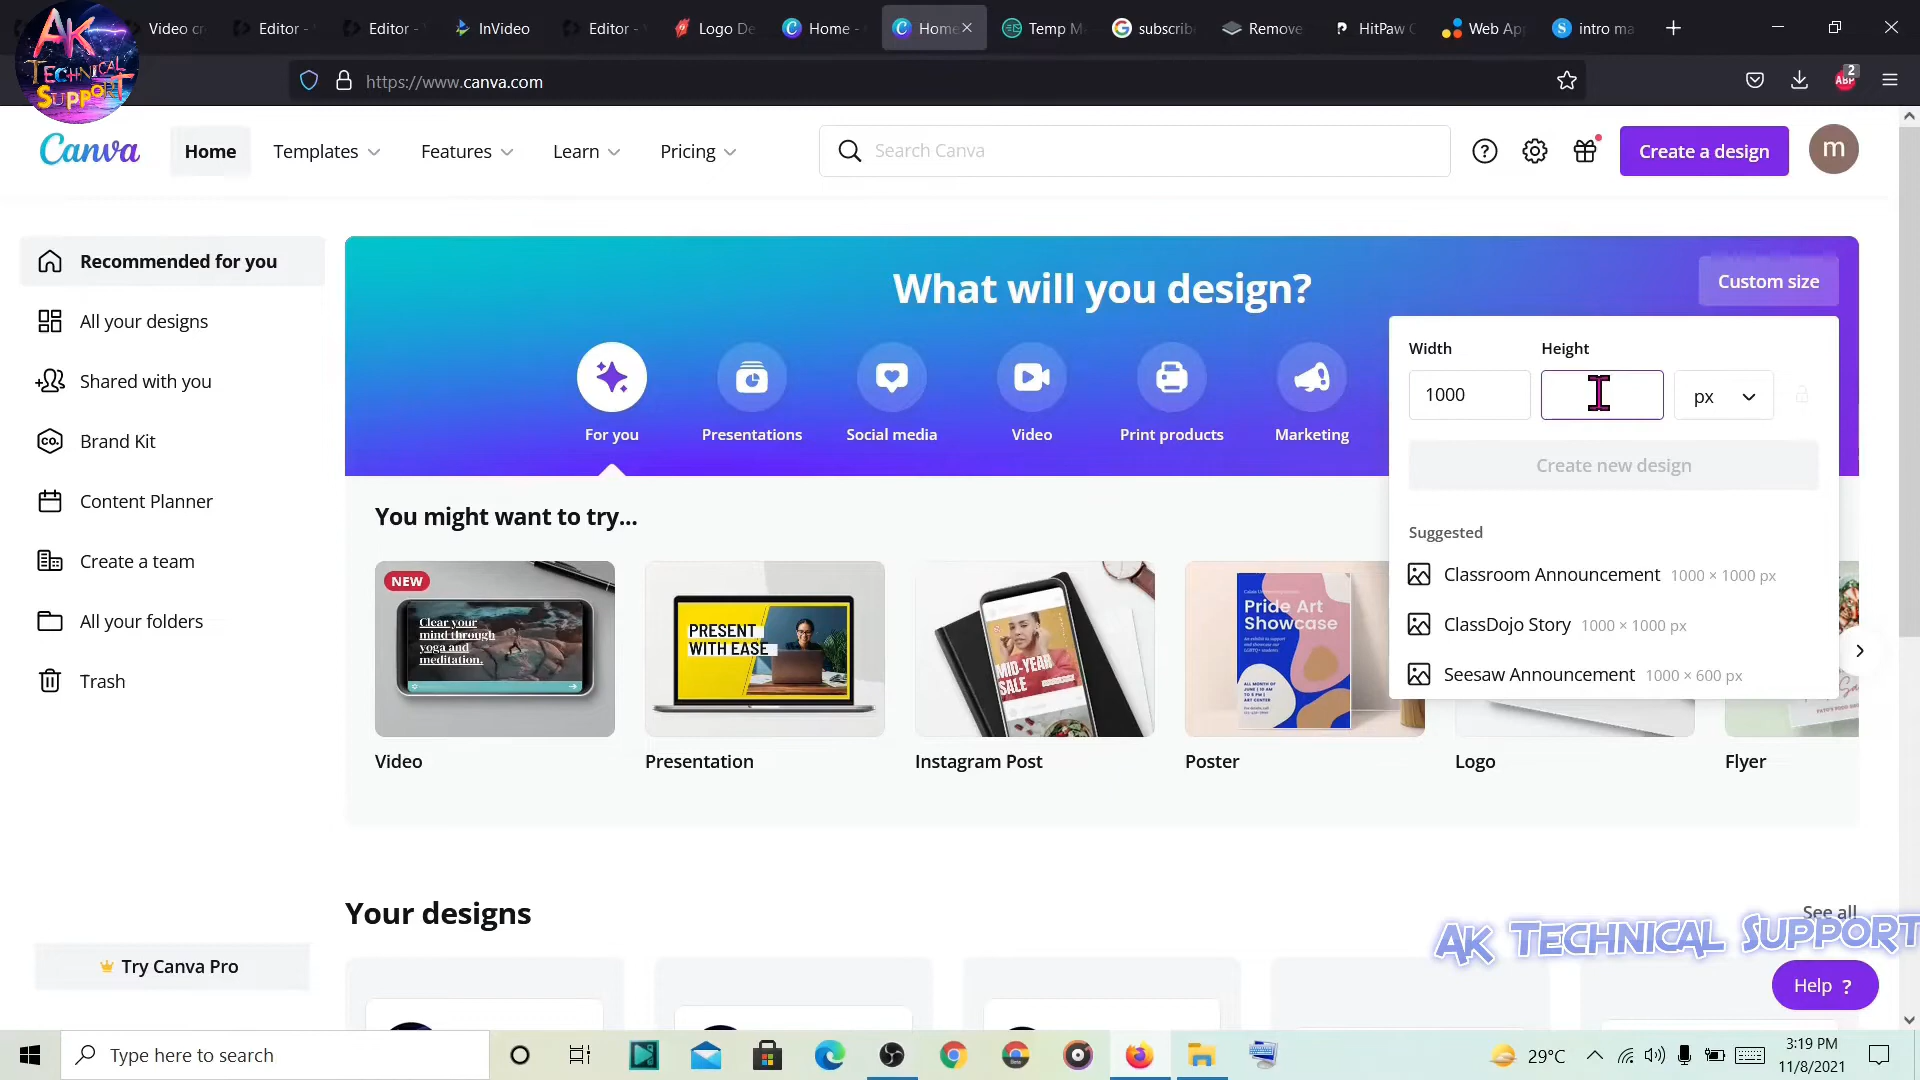 AK
TECHNICAL
SUPPORT
Video cr
Editor -
Editor -
InVideo
Editor -
Logo De
Home -
Home
Temp M
subscrib
Remove
HitPaw
Web App
intro ma
https://www.canva.com
ABP
2
Canva
Home
Templates
Features
Learn
Pricing
Search Canva
Create a design
m
Recommended for you
All your designs
Shared with you
CO.
Brand Kit
Content Planner
Create a team
All your folders
Trash
Try Canva Pro
What will you design?
Custom size
For you
Presentations
Social media
Video
Print products
Marketing
Width
Height
1000
px
Create new design
Suggested
Classroom Announcement 1000 × 1000 px
ClassDojo Story 1000 × 1000 px
Seesaw Announcement 1000 × 600 px
You might want to try...
NEW
Clear your
mind through
yoga and
meditation.
PRESENT
WITH EASE
MID-YEAR
SALE
Pride Art
Showcase
Video
Presentation
Instagram Post
Poster
Logo
Flyer
Your designs
See all
AK TECHNICAL SUPPORT
Help ?
Type here to search
29°C
3:19 PM
11/8/2021